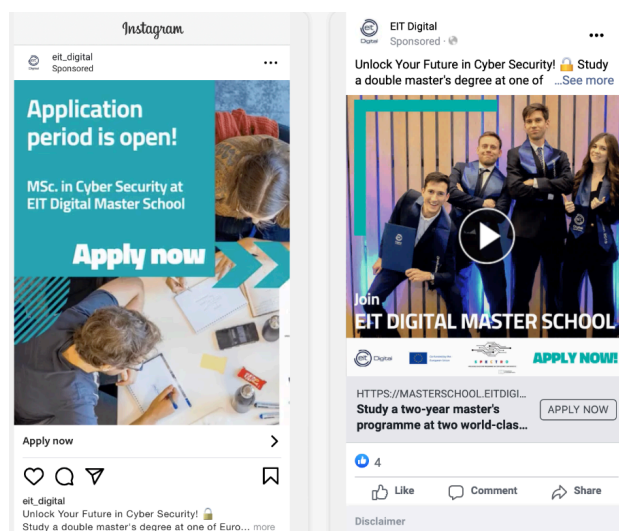 Instagram
eit_digital
Sponsored
Application
period is open!
MSc. in Cyber Security at
EIT Digital Master School
Apply now
Apply now
eit_digital
Unlock Your Future in Cyber Security! 🔒
Study a double master's degree at one of Euro... more
eit
Digital
EIT Digital
Sponsored ·
Unlock Your Future in Cyber Security! 🔒 Study
a double master's degree at one of ...See more
Join
EIT DIGITAL MASTER SCHOOL
eit Digital
APPLY NOW!
HTTPS://MASTERSCHOOL.EITDIGI...
Study a two-year master's
programme at two world-clas...
APPLY NOW
4
Like
Comment
Share
Disclaimer